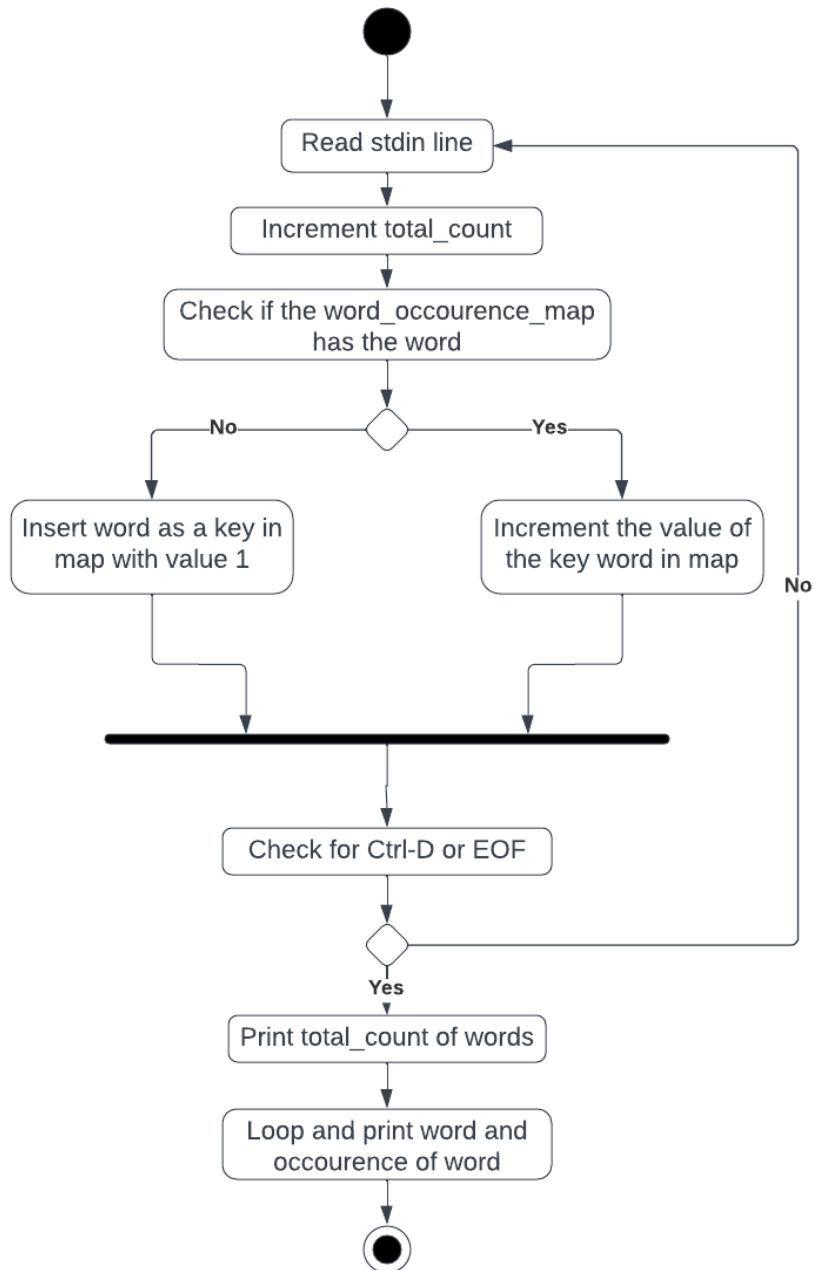 Read stdin line
Increment total_count
Check if the word_occourence_map
has the word
No
Yes
Insert word as a key in
map with value 1
Increment the value of
the key word in map
No
Check for Ctrl-D or EOF
Yes
Print total_count of words
Loop and print word and
occourence of word